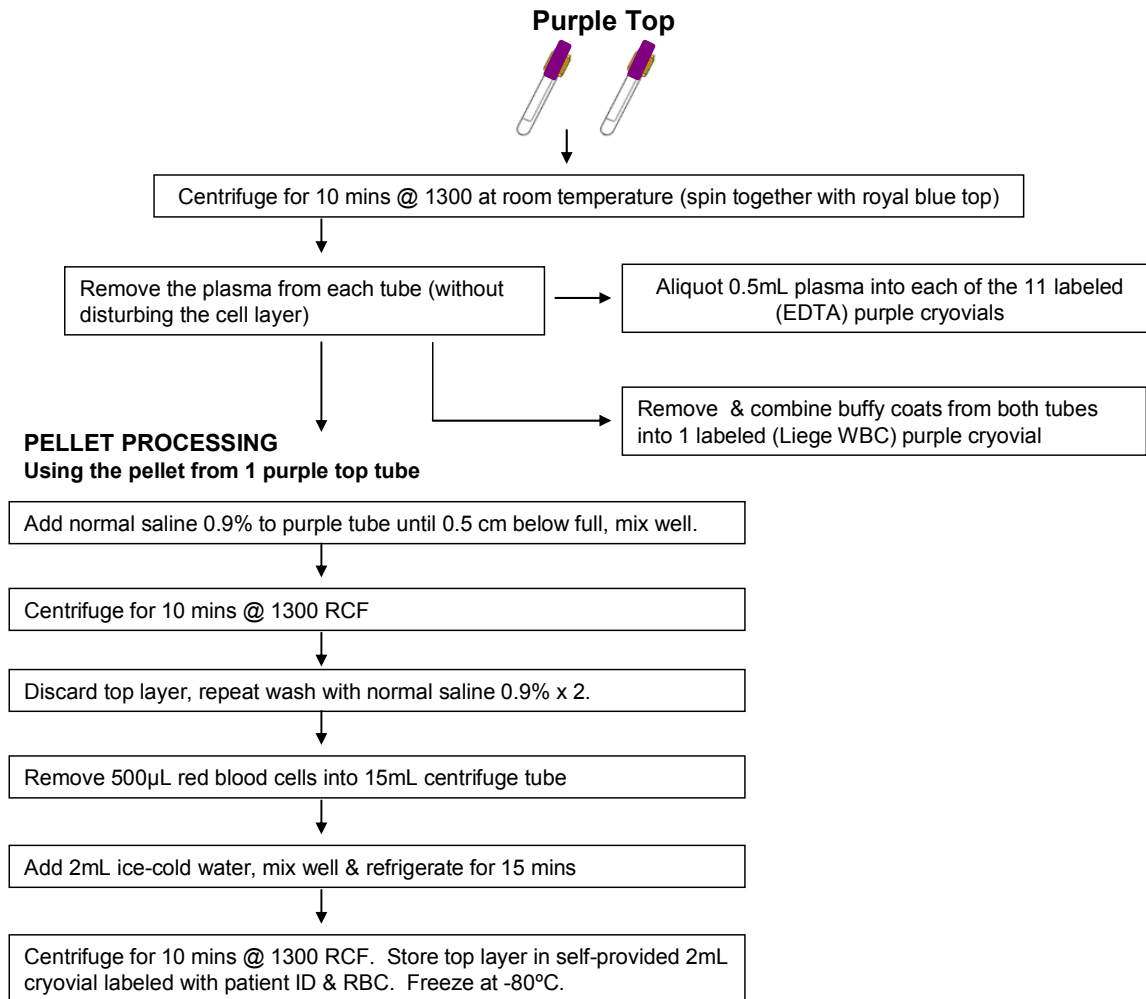 Purple Top
Centrifuge for 10 mins @ 1300 at room temperature (spin together with royal blue top)
Remove the plasma from each tube (without
disturbing the cell layer)
Aliquot 0.5mL plasma into each of the 11 labeled
(EDTA) purple cryovials
Remove & combine buffy coats from both tubes
into 1 labeled (Liege WBC) purple cryovial
PELLET PROCESSING
Using the pellet from 1 purple top tube
Add normal saline 0.9% to purple tube until 0.5 cm below full, mix well.
Centrifuge for 10 mins @ 1300 RCF
Discard top layer, repeat wash with normal saline 0.9% x 2.
Remove 500µL red blood cells into 15mL centrifuge tube
Add 2mL ice-cold water, mix well & refrigerate for 15 mins
Centrifuge for 10 mins @ 1300 RCF. Store top layer in self-provided 2mL
cryovial labeled with patient ID & RBC. Freeze at -80ºC.